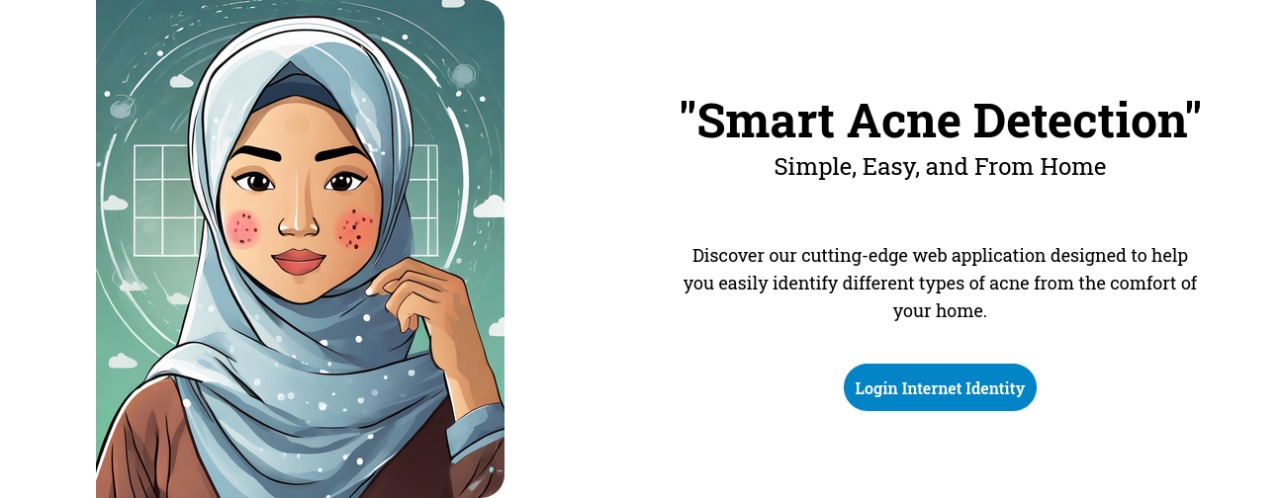 "Smart Acne Detection"
Simple, Easy, and From Home
Discover our cutting-edge web application designed to help
you easily identify different types of acne from the comfort of
your home.
Login Internet Identity